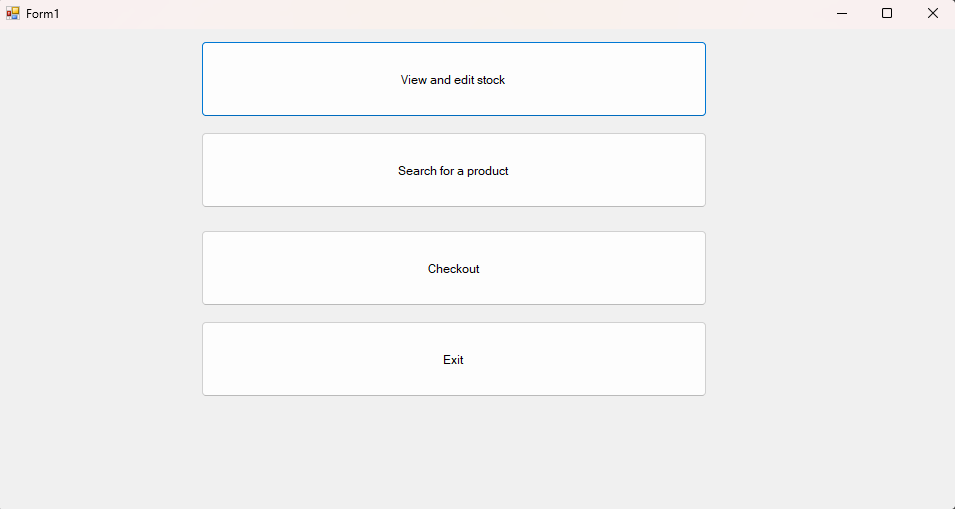 Form1
View and edit stock
Search for a product
Checkout
Exit